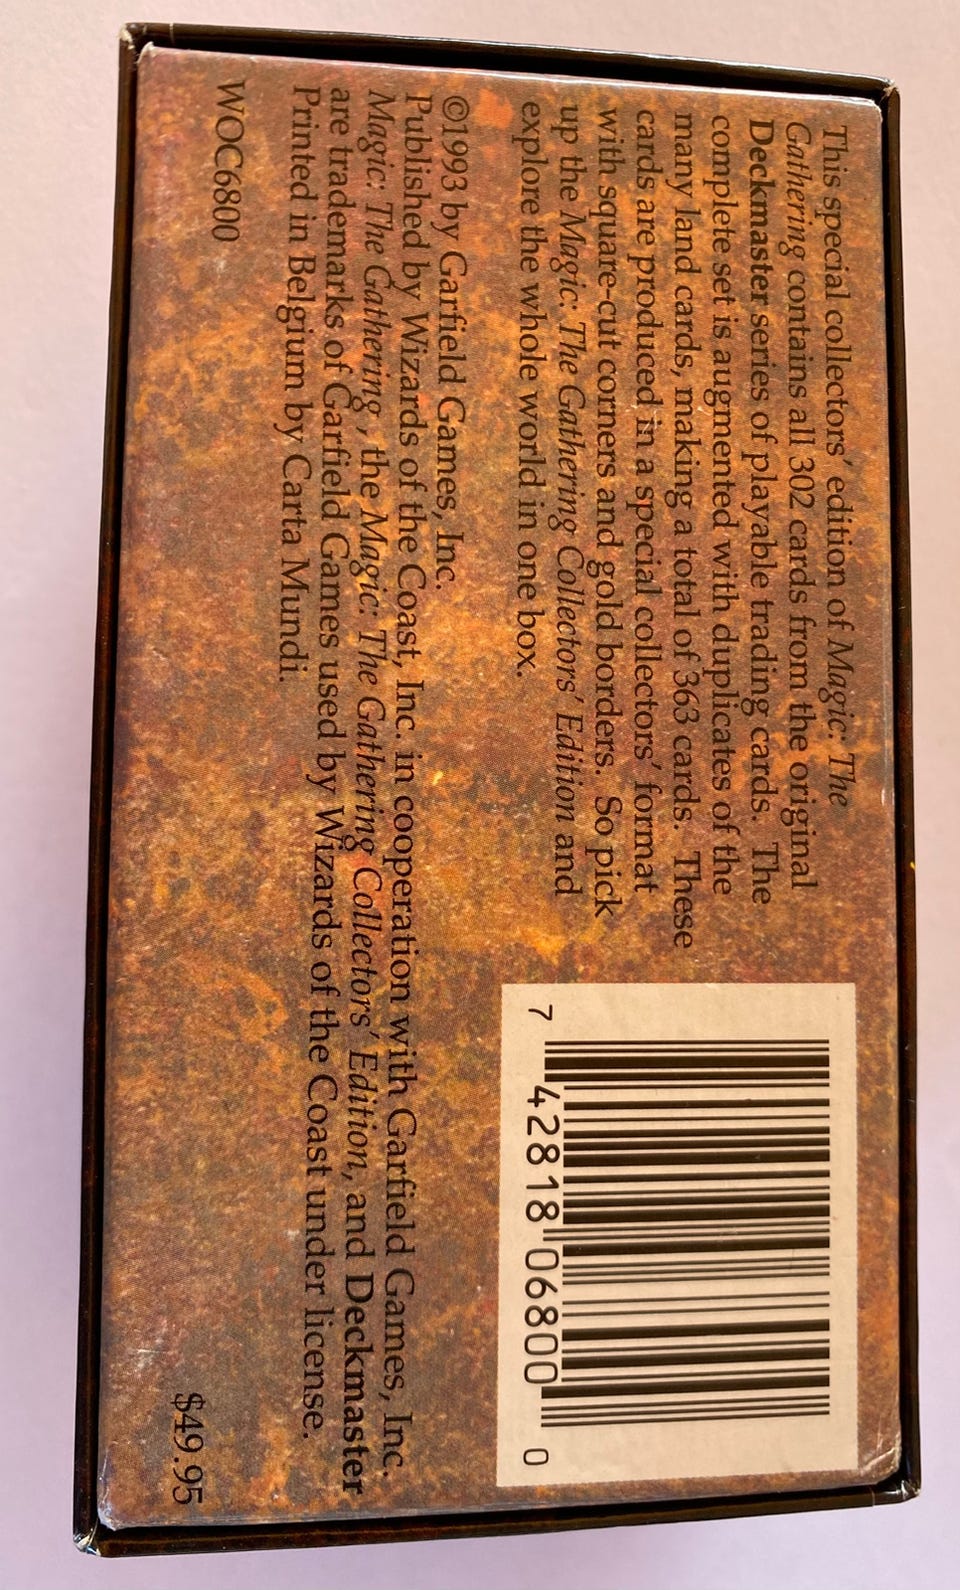 This special collectors' edition of Magic: The
Gathering contains all 302 cards from the original
Deckmaster series of playable trading cards. The
complete set is augmented with duplicates of the
many land cards, making a total of 363 cards. These
cards are produced in a special collectors' format
with square-cut corners and gold borders. So pick
up the Magic: The Gathering Collectors' Edition and
explore the whole world in one box.
7 42818 06800 0
©1993 by Garfield Games, Inc.
Published by Wizards of the Coast, Inc. in cooperation with Garfield Games, Inc.
Magic: The Gathering, the Magic: The Gathering Collectors' Edition, and Deckmaster
are trademarks of Garfield Games used by Wizards of the Coast under license.
Printed in Belgium by Carta Mundi.
WOC6800
$49.95